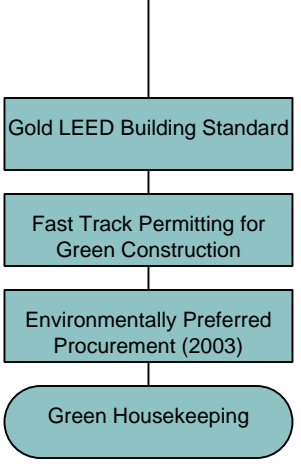 Gold LEED Building Standard
Fast Track Permitting for
Green Construction
Environmentally Preferred
Procurement (2003)
Green Housekeeping